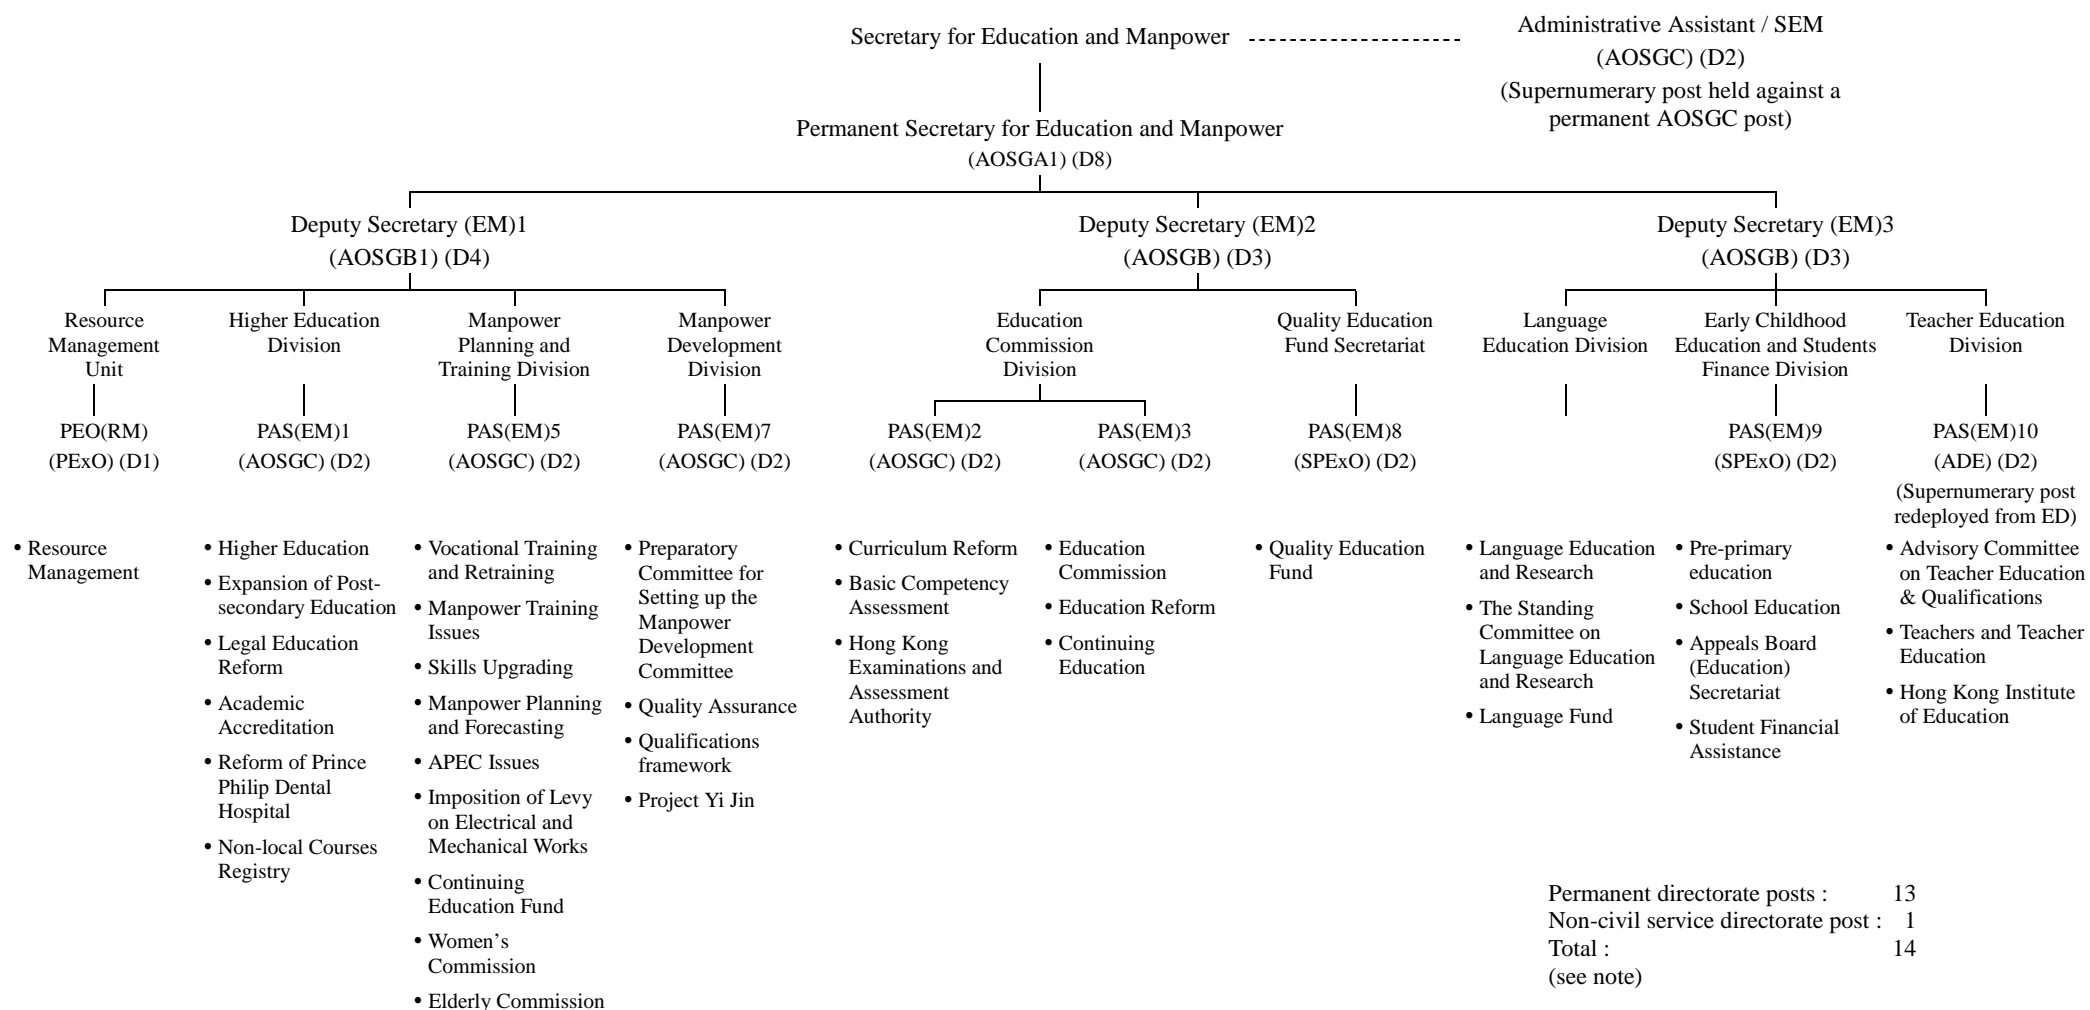 Secretary for Education and Manpower
Administrative Assistant / SEM
(AOSGC) (D2)
(Supernumerary post held against a
permanent AOSGC post)
Permanent Secretary for Education and Manpower
(AOSGA1) (D8)
Deputy Secretary (EM)1
(AOSGB1) (D4)
Deputy Secretary (EM)2
(AOSGB) (D3)
Deputy Secretary (EM)3
(AOSGB) (D3)
Resource
Management
Unit
PEO(RM)
(PExO) (D1)
• Resource
Management
Higher Education
Division
PAS(EM)1
(AOSGC) (D2)
• Higher Education
• Expansion of Post-
secondary Education
• Legal Education
Reform
• Academic
Accreditation
• Reform of Prince
Philip Dental
Hospital
• Non-local Courses
Registry
Manpower
Planning and
Training Division
PAS(EM)5
(AOSGC) (D2)
• Vocational Training
and Retraining
• Manpower Training
Issues
• Skills Upgrading
• Manpower Planning
and Forecasting
• APEC Issues
• Imposition of Levy
on Electrical and
Mechanical Works
• Continuing
Education Fund
• Women’s
Commission
• Elderly Commission
Manpower
Development
Division
PAS(EM)7
(AOSGC) (D2)
• Preparatory
Committee for
Setting up the
Manpower
Development
Committee
• Quality Assurance
• Qualifications
framework
• Project Yi Jin
Education
Commission
Division
PAS(EM)2
(AOSGC) (D2)
• Curriculum Reform
• Basic Competency
Assessment
• Hong Kong
Examinations and
Assessment
Authority
PAS(EM)3
(AOSGC) (D2)
• Education
Commission
• Education Reform
• Continuing
Education
Quality Education
Fund Secretariat
PAS(EM)8
(SPExO) (D2)
• Quality Education
Fund
Language
Education Division
• Language Education
and Research
• The Standing
Committee on
Language Education
and Research
• Language Fund
Early Childhood
Education and Students
Finance Division
PAS(EM)9
(SPExO) (D2)
• Pre-primary
education
• School Education
• Appeals Board
(Education)
Secretariat
• Student Financial
Assistance
Teacher Education
Division
PAS(EM)10
(ADE) (D2)
(Supernumerary post
redeployed from ED)
• Advisory Committee
on Teacher Education
& Qualifications
• Teachers and Teacher
Education
• Hong Kong Institute
of Education
Permanent directorate posts : 13
Non-civil service directorate post : 1
Total : 14
(see note)